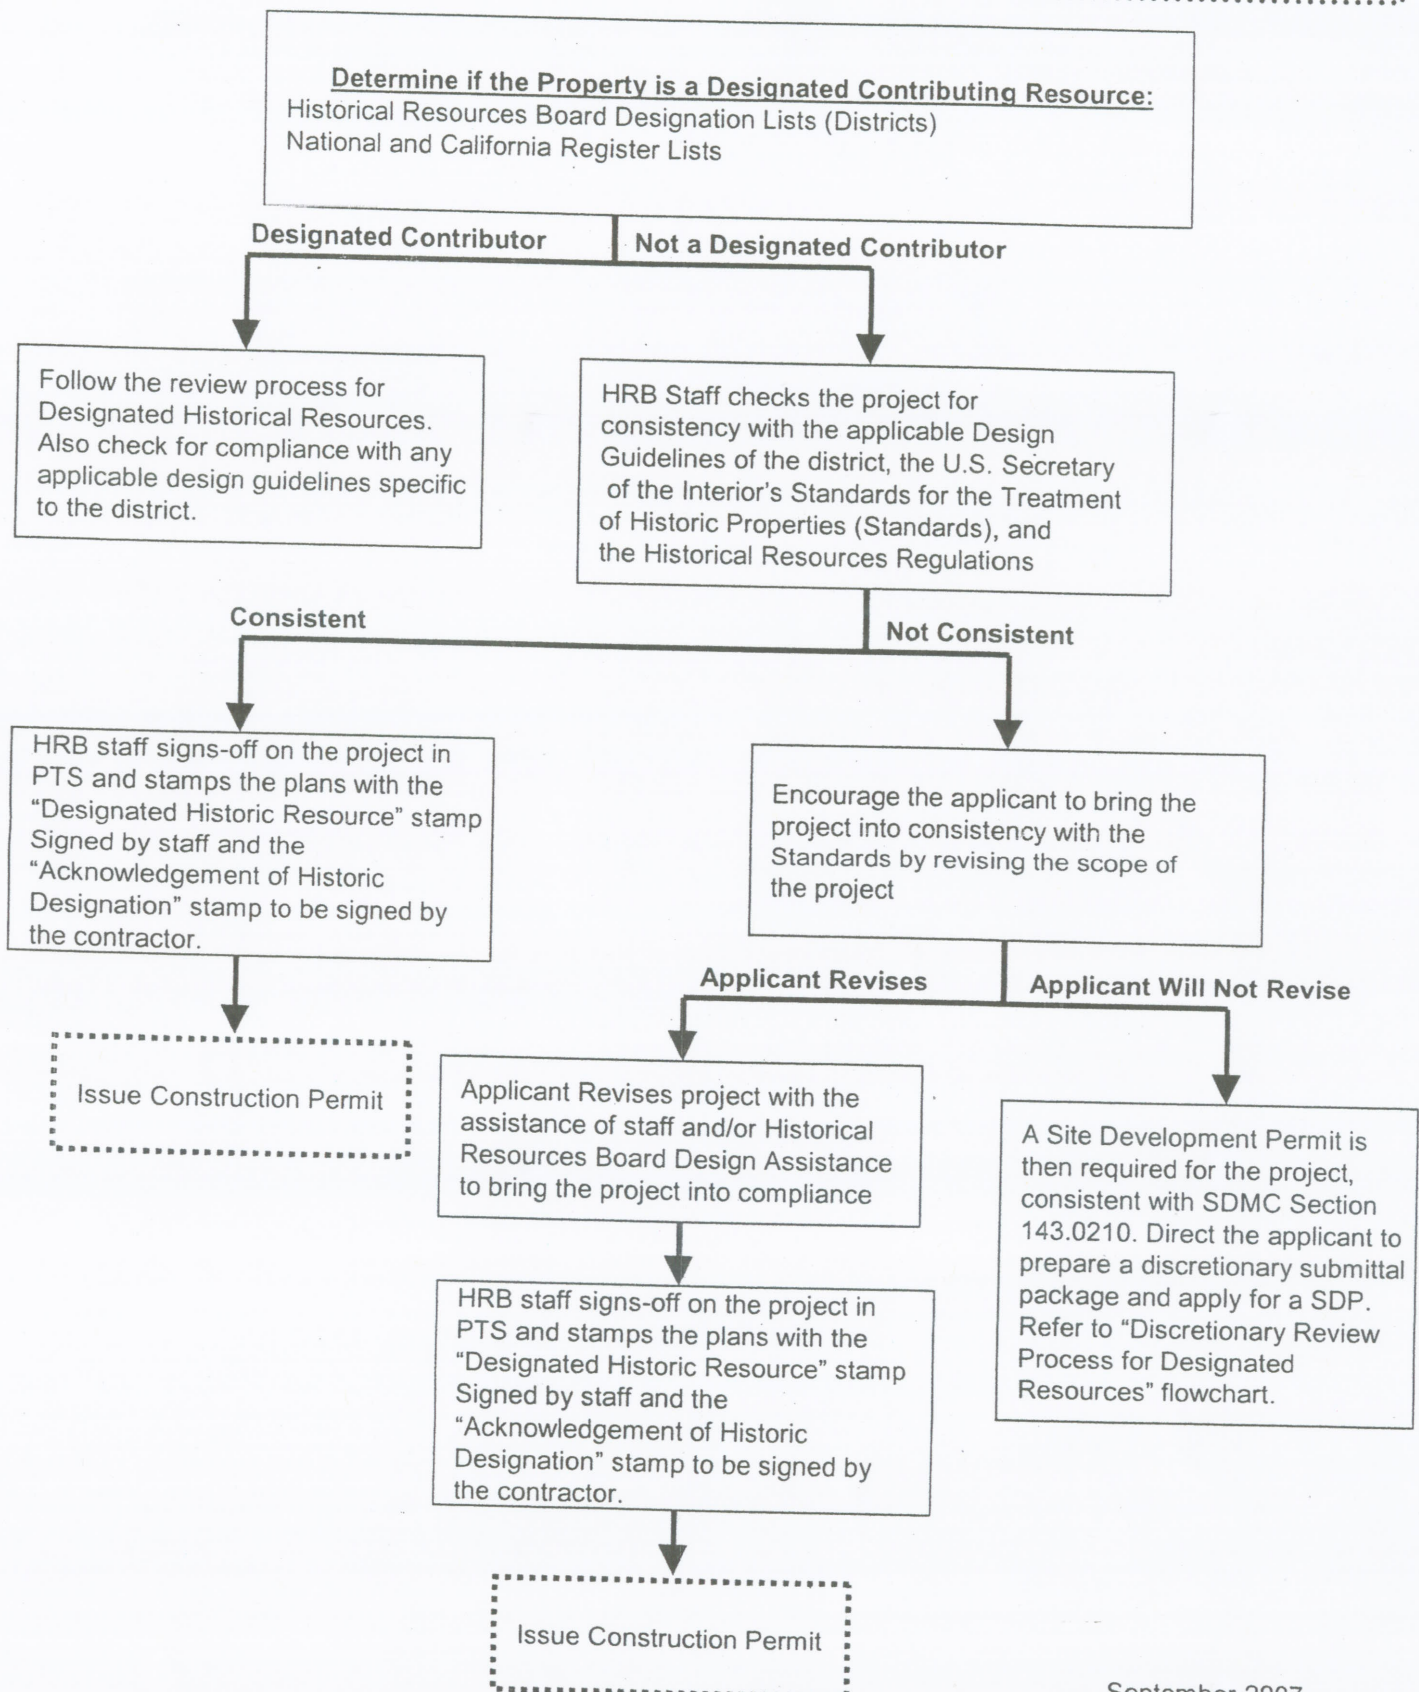 Determine if the Property is a Designated Contributing Resource:
Historical Resources Board Designation Lists (Districts)
National and California Register Lists
Designated Contributor
Not a Designated Contributor
Follow the review process for
Designated Historical Resources.
Also check for compliance with any
applicable design guidelines specific
to the district.
HRB Staff checks the project for
consistency with the applicable Design
Guidelines of the district, the U.S. Secretary
of the Interior's Standards for the Treatment
of Historic Properties (Standards), and
the Historical Resources Regulations
Consistent
Not Consistent
HRB staff signs-off on the project in
PTS and stamps the plans with the
“Designated Historic Resource” stamp
Signed by staff and the
“Acknowledgement of Historic
Designation” stamp to be signed by
the contractor.
Encourage the applicant to bring the
project into consistency with the
Standards by revising the scope of
the project
Applicant Revises
Applicant Will Not Revise
Issue Construction Permit
Applicant Revises project with the
assistance of staff and/or Historical
Resources Board Design Assistance
to bring the project into compliance
A Site Development Permit is
then required for the project,
consistent with SDMC Section
143.0210. Direct the applicant to
prepare a discretionary submittal
package and apply for a SDP.
Refer to “Discretionary Review
Process for Designated
Resources” flowchart.
HRB staff signs-off on the project in
PTS and stamps the plans with the
“Designated Historic Resource” stamp
Signed by staff and the
“Acknowledgement of Historic
Designation” stamp to be signed by
the contractor.
Issue Construction Permit
September 2007